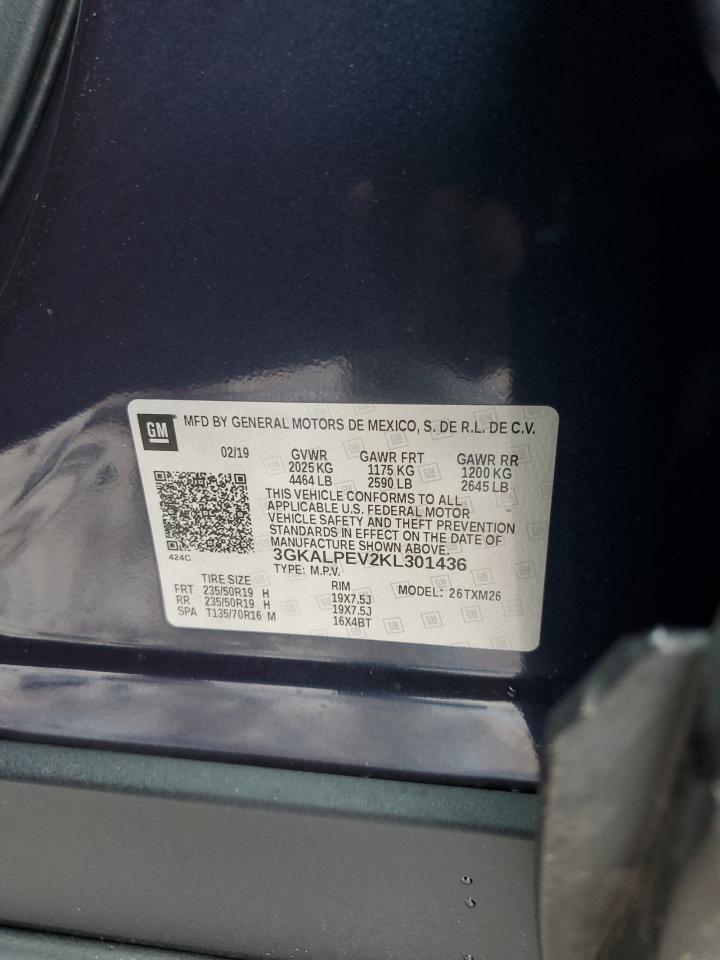 GM MFD BY GENERAL MOTORS DE MEXICO, S. DE R.L. DE C.V.
02/19 GVWR GAWR FRT GAWR RR
2025 KG 1175 KG 1200 KG
4464 LB 2590 LB 2645 LB
THIS VEHICLE CONFORMS TO ALL
APPLICABLE U.S. FEDERAL MOTOR
VEHICLE SAFETY AND THEFT PREVENTION
STANDARDS IN EFFECT ON THE DATE OF
MANUFACTURE SHOWN ABOVE.
424C 3GKALPEV2KL301436
TYPE: M.P.V.
TIRE SIZE RIM MODEL: 26TXM26
FRT 235/50R19 H 19X7.5J
RR 235/50R19 H 19X7.5J
SPA T135/70R16 M 16X4BT